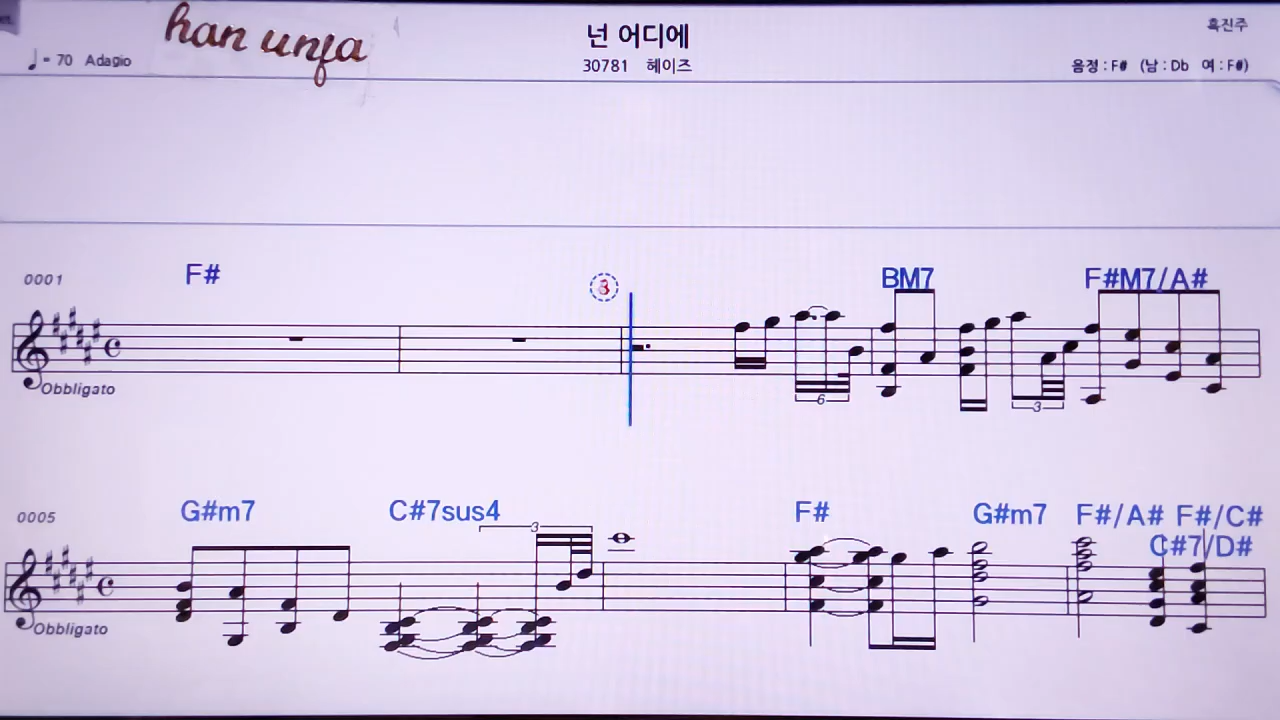 han unja
넌 어디에
흑진주
♩= 70 Adagio
30781 헤이즈
음정 : F# (남 : Db 여 : F#)
0001 F# 3 BM7 F#M7/A#
Obbligato
6 3
0005 G#m7 C#7sus4 F# G#m7 F#/A# F#/C#
3 C#7/D#
Obbligato